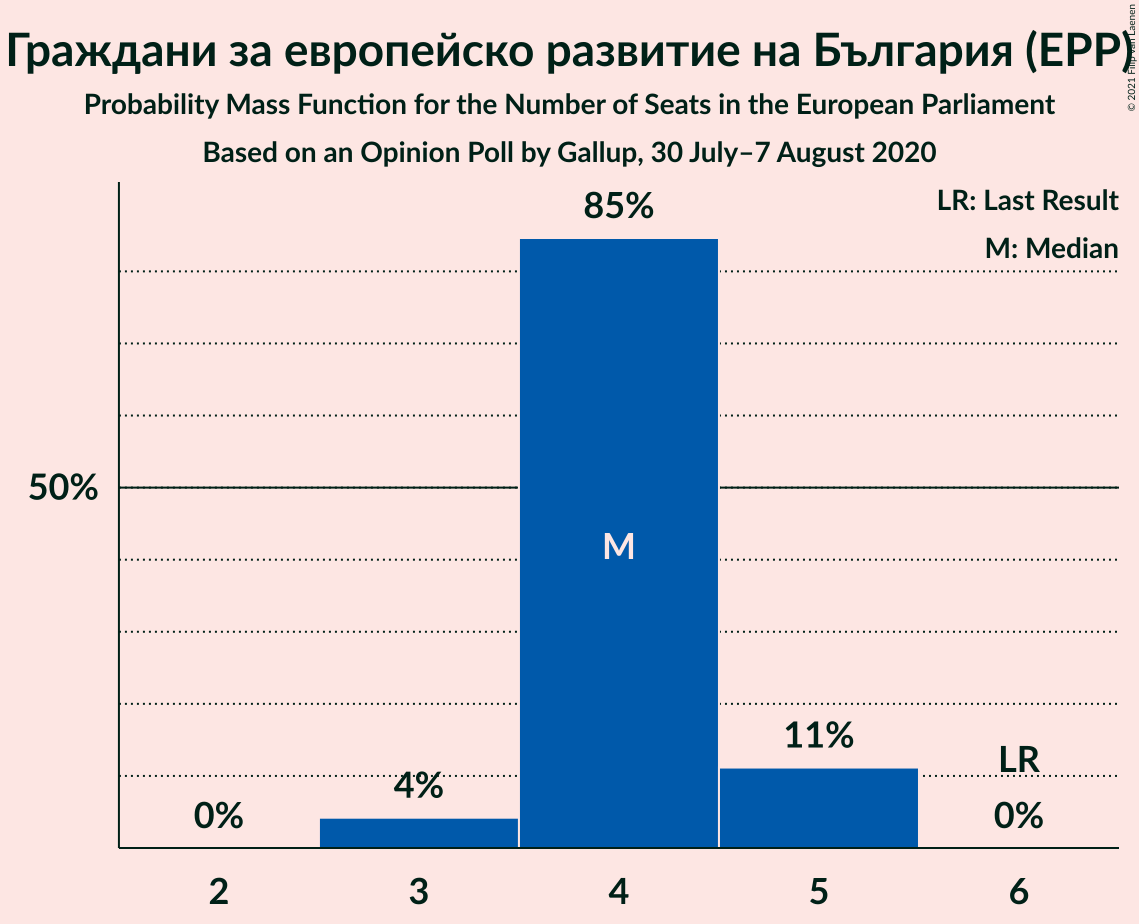 Граждани за европейско развитие на България (EPP)
Probability Mass Function for the Number of Seats in the European Parliament
Based on an Opinion Poll by Gallup, 30 July–7 August 2020
© 2021 Filip van Laenen
LR: Last Result
M: Median
85%
50%
M
11%
LR
4%
0%
0%
2
3
4
5
6